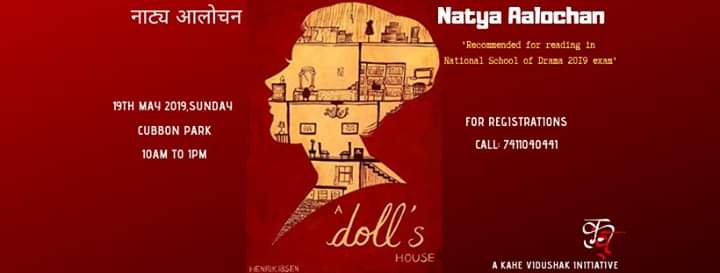 नाट्य आलोचन
19TH MAY 2019,SUNDAY
CUBBON PARK
10AM TO 1PM
A
doll's
HOUSE
HENRIK IBSEN
Natya Aalochan
'Recommended for reading in
National School of Drama 2019 exam'
FOR REGISTRATIONS
CALL: 7411040441
A KAHE VIDUSHAK INITIATIVE